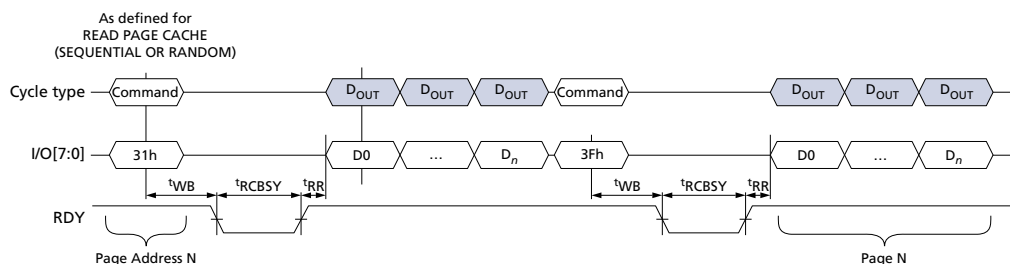 As defined for
READ PAGE CACHE
(SEQUENTIAL OR RANDOM)
Cycle type Command DOUT DOUT DOUT Command DOUT DOUT DOUT
I/O[7:0] 31h D0 … Dn 3Fh D0 … Dn
tWB tRCBSY tRR tWB tRCBSY tRR
RDY
Page Address N Page N